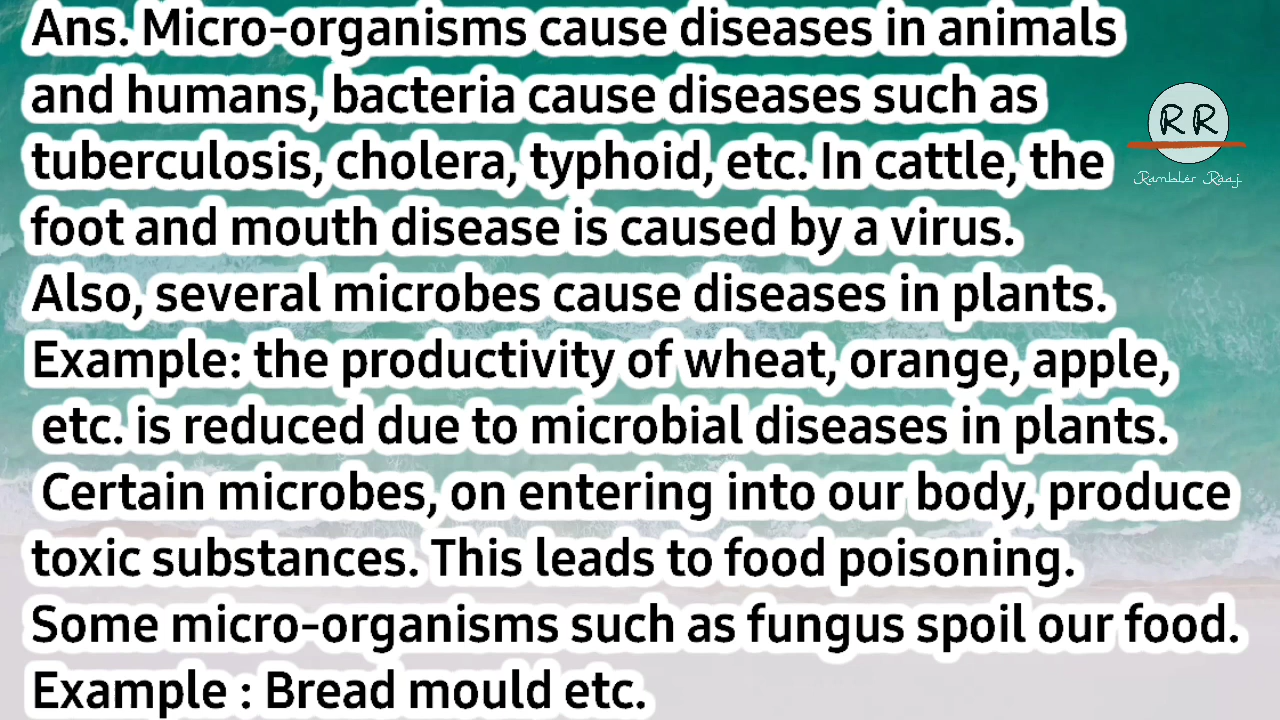 Ans. Micro-organisms cause diseases in animals
and humans, bacteria cause diseases such as
tuberculosis, cholera, typhoid, etc. In cattle, the
foot and mouth disease is caused by a virus.
Also, several microbes cause diseases in plants.
Example: the productivity of wheat, orange, apple,
etc. is reduced due to microbial diseases in plants.
Certain microbes, on entering into our body, produce
toxic substances. This leads to food poisoning.
Some micro-organisms such as fungus spoil our food.
Example : Bread mould etc.
RR
Rambler Raaj